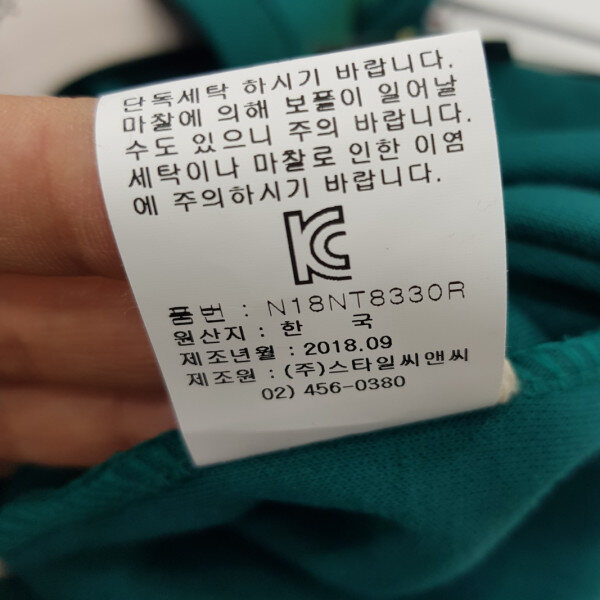 단독세탁 하시기 바랍니다.
마찰에 의해 보풀이 일어날
수도 있으니 주의 바랍니다.
세탁이나 마찰로 인한 이염
에 주의하시기 바랍니다.
KC
품번 : N18NT8330R
원산지 : 한 국
제조년월 : 2018.09
제조원 : (주)스타일씨앤씨
02) 456-0380